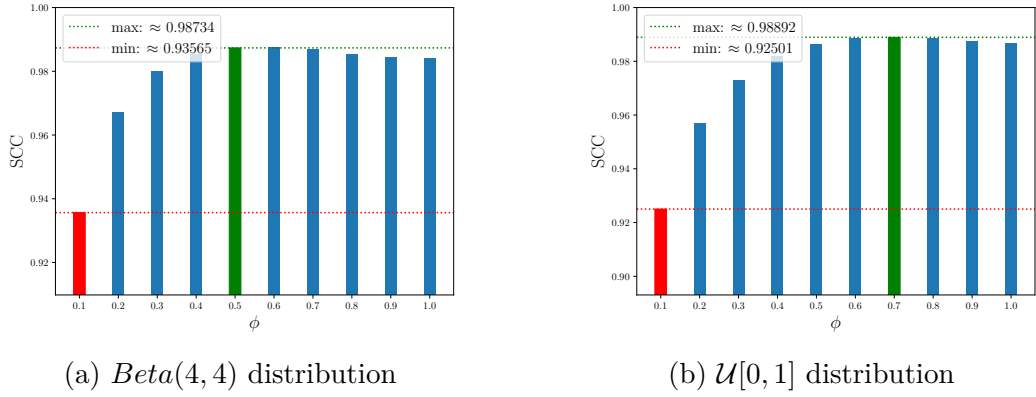 max: ≈ 0.98734
min: ≈ 0.93565
1.00
0.98
0.96
0.94
0.92
SCC
0.1 0.2 0.3 0.4 0.5 0.6 0.7 0.8 0.9 1.0
ϕ
(a) Beta(4, 4) distribution
max: ≈ 0.98892
min: ≈ 0.92501
1.00
0.98
0.96
0.94
0.92
0.90
SCC
0.1 0.2 0.3 0.4 0.5 0.6 0.7 0.8 0.9 1.0
ϕ
(b) 𝒰[0, 1] distribution